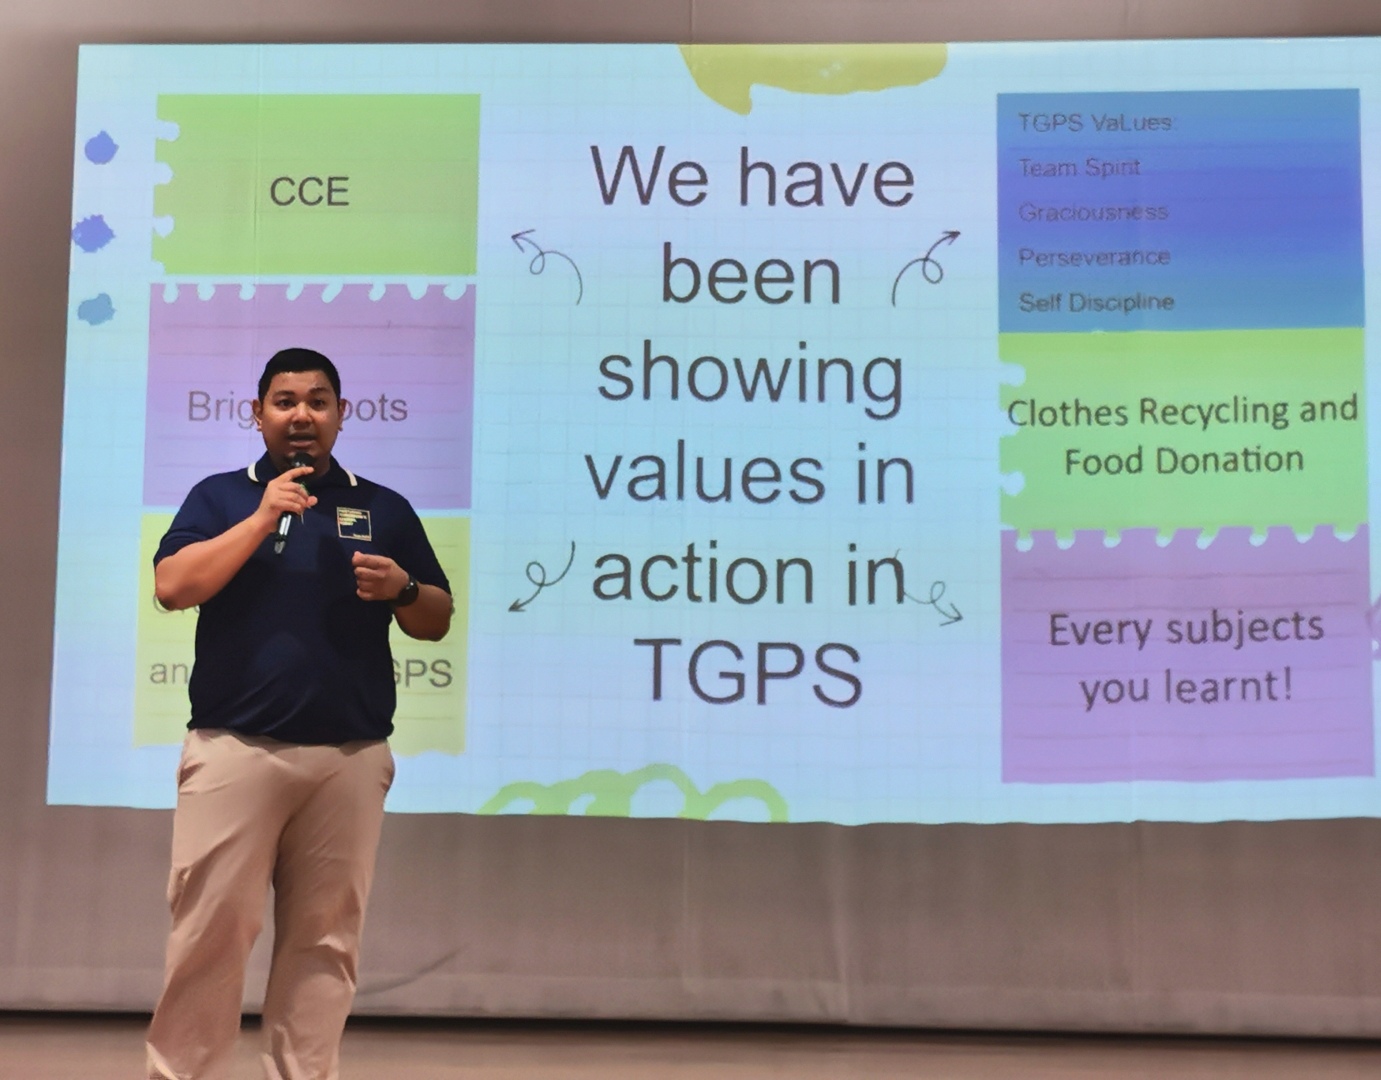 CCE
We have
been
showing
values in
action in
TGPS
TGPS VaLues:
Team Spirit
Graciousness
Perseverance
Self Discipline
Clothes Recycling and
Food Donation
Every subjects
you learnt!